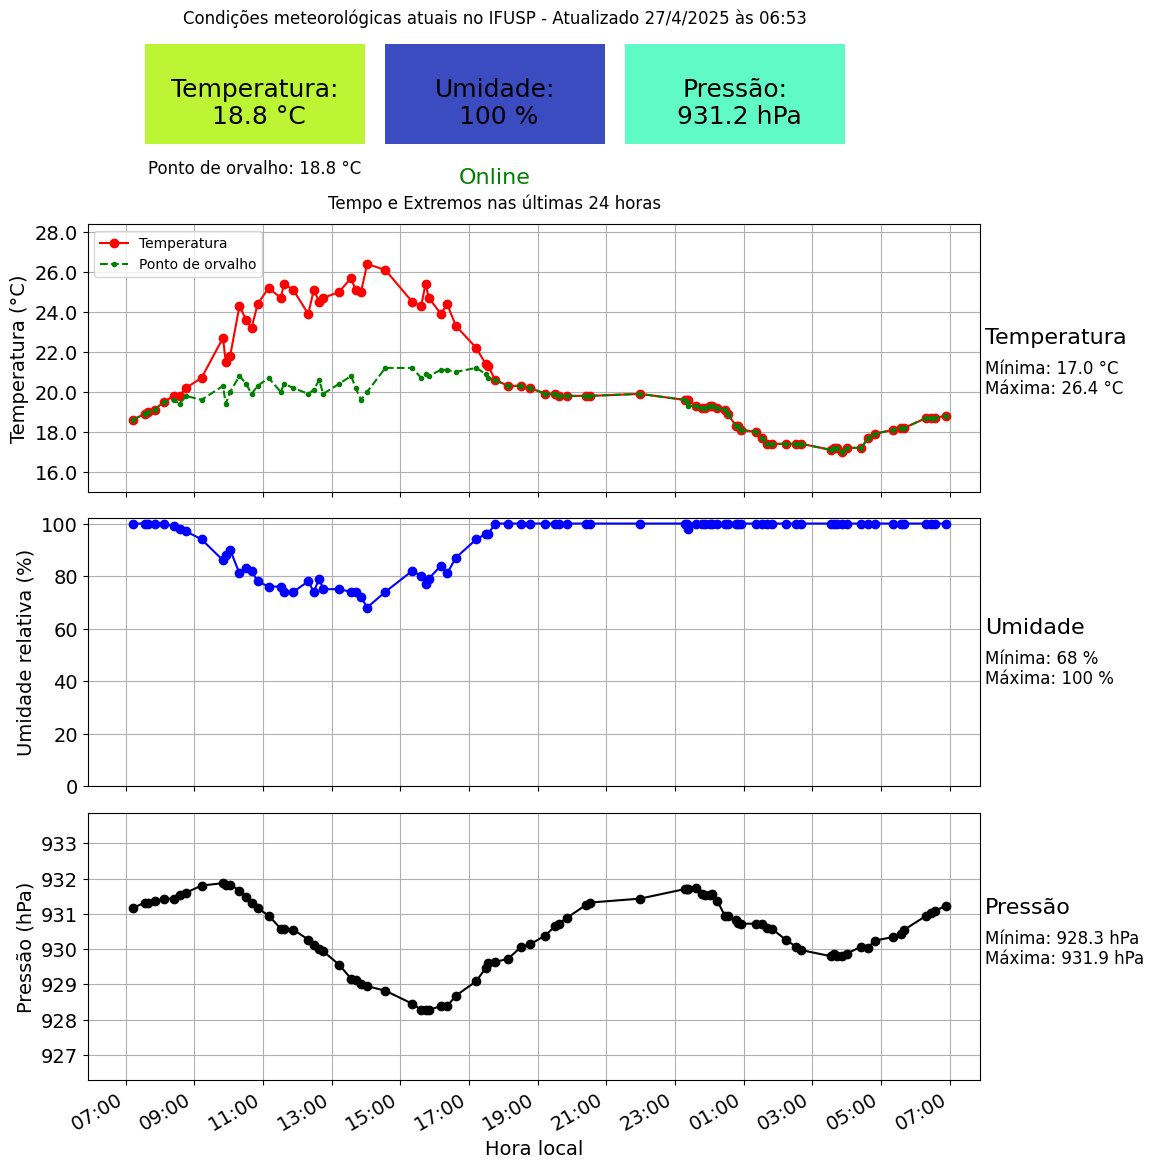 Condições meteorológicas atuais no IFUSP - Atualizado 27/4/2025 às 06:53
Temperatura:
18.8 °C
Umidade:
100 %
Pressão:
931.2 hPa
Ponto de orvalho: 18.8 °C
Online
Tempo e Extremos nas últimas 24 horas
Temperatura (°C)
28.0
26.0
24.0
22.0
20.0
18.0
16.0
Temperatura
Ponto de orvalho
Temperatura
Mínima: 17.0 °C
Máxima: 26.4 °C
Umidade relativa (%)
100
80
60
40
20
0
Umidade
Mínima: 68 %
Máxima: 100 %
Pressão (hPa)
933
932
931
930
929
928
927
Pressão
Mínima: 928.3 hPa
Máxima: 931.9 hPa
07:00
09:00
11:00
13:00
15:00
17:00
19:00
21:00
23:00
01:00
03:00
05:00
07:00
Hora local